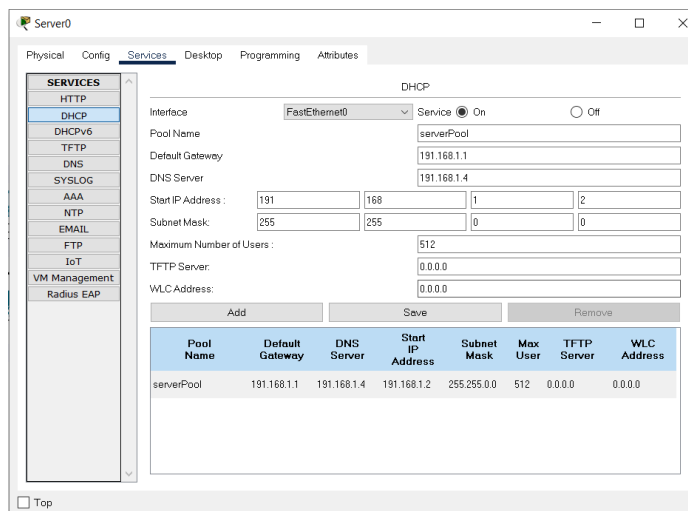 Server0
Physical Config Services Desktop Programming Attributes
SERVICES
HTTP
DHCP
DHCPv6
TFTP
DNS
SYSLOG
AAA
NTP
EMAIL
FTP
IoT
VM Management
Radius EAP
DHCP
Interface FastEthernet0 Service On Off
Pool Name serverPool
Default Gateway 191.168.1.1
DNS Server 191.168.1.4
Start IP Address : 191 168 1 2
Subnet Mask: 255 255 0 0
Maximum Number of Users : 512
TFTP Server: 0.0.0.0
WLC Address: 0.0.0.0
Add Save Remove
Pool Name Default Gateway DNS Server Start IP Address Subnet Mask Max User TFTP Server WLC Address
serverPool 191.168.1.1 191.168.1.4 191.168.1.2 255.255.0.0 512 0.0.0.0 0.0.0.0
Top